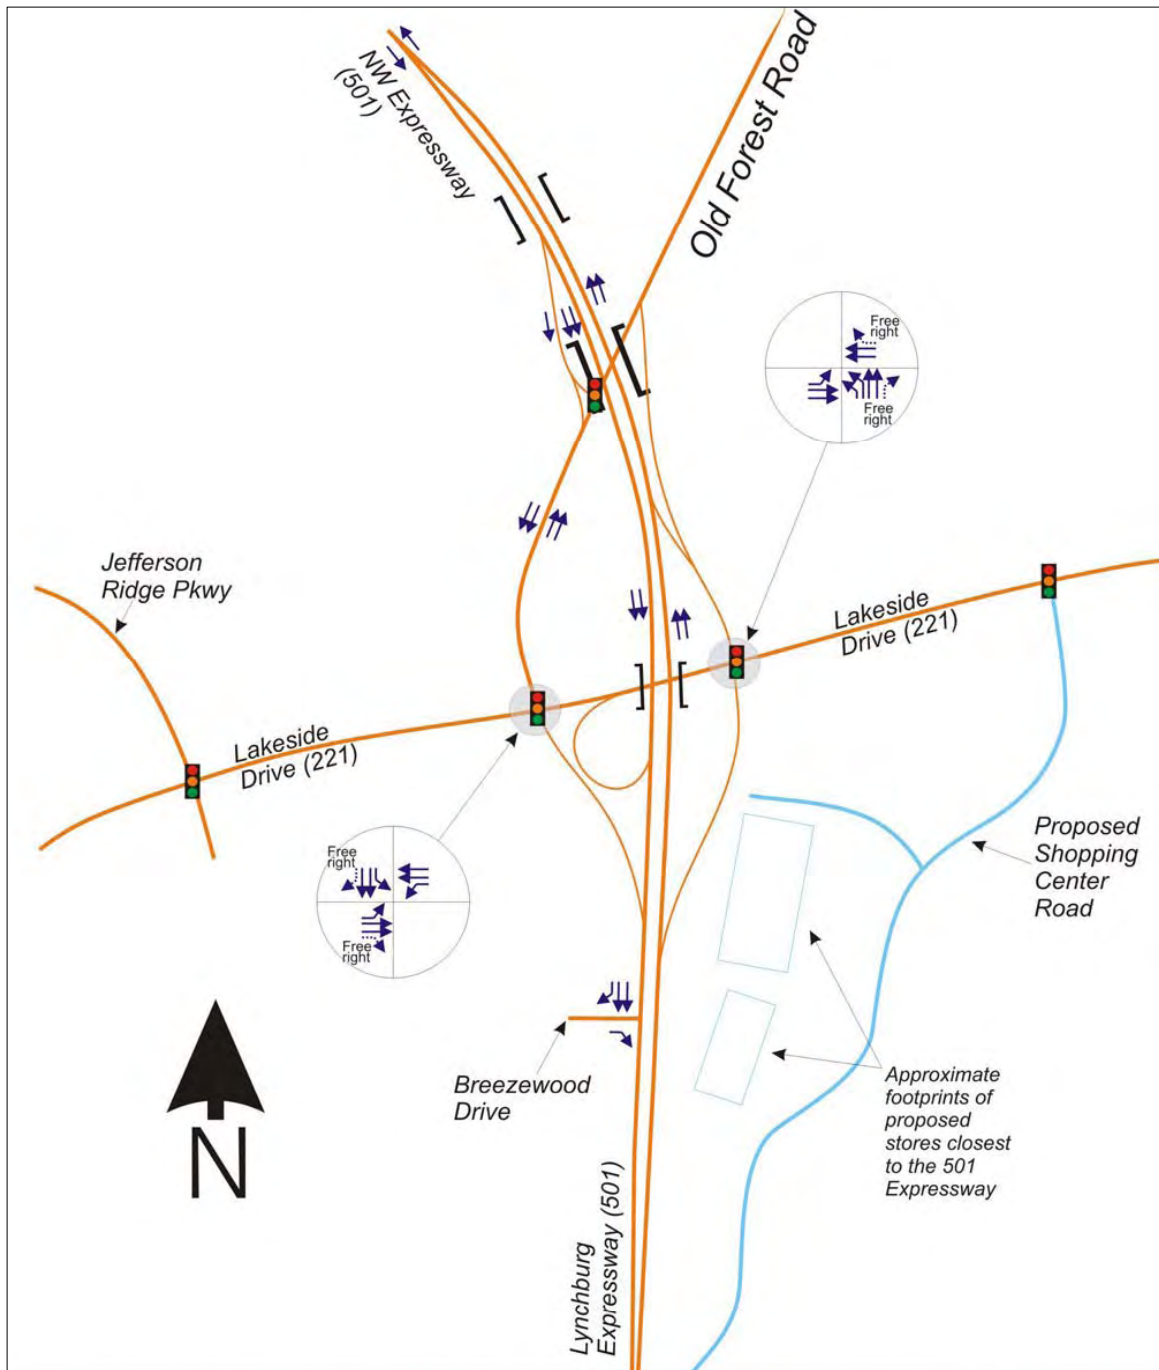 NW Expressway
(501)
Old Forest Road
Free
right
Free
right
Jefferson
Ridge Pkwy
Lakeside
Drive (221)
Lakeside
Drive (221)
Free
right
Free
right
Proposed
Shopping
Center
Road
Breezewood
Drive
Approximate
footprints of
proposed
stores closest
to the 501
Expressway
N
Lynchburg
Expressway (501)